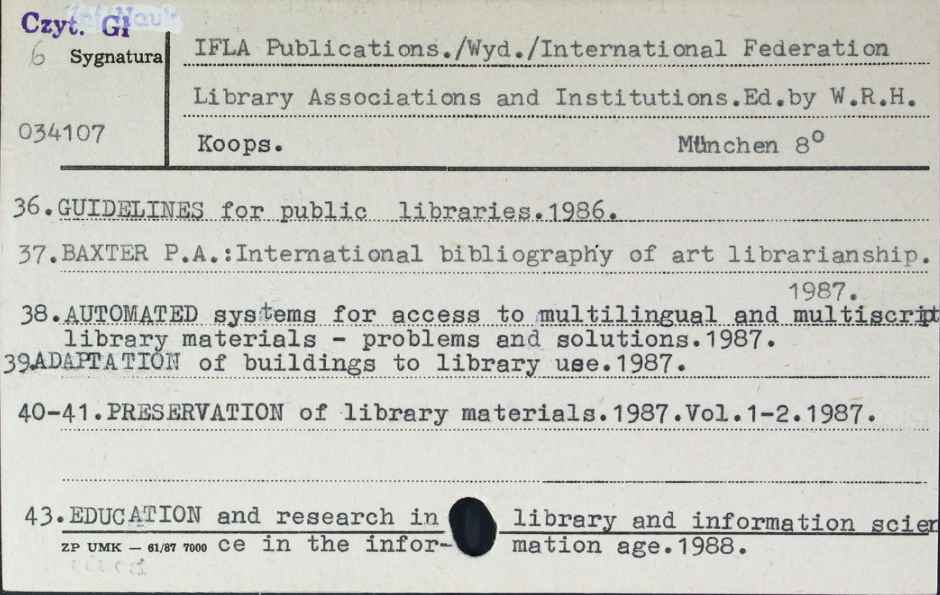 Czyt. Gł
6 Sygnatura
034107
IFLA Publications./Wyd./International Federation
Library Associations and Institutions.Ed.by W.R.H.
Koops. München 8º
36.GUIDELINES for public libraries.1986.
37.BAXTER P.A.:International bibliography of art librarianship.
1987.
38.AUTOMATED systems for access to multilingual and multiscript
library materials - problems and solutions.1987.
39.ADAPTATION of buildings to library use.1987.
40-41.PRESERVATION of library materials.1987.Vol.1-2.1987.
43.EDUCATION and research in library and information scien
ZP UMK — 61/87 7000 ce in the infor- mation age.1988.